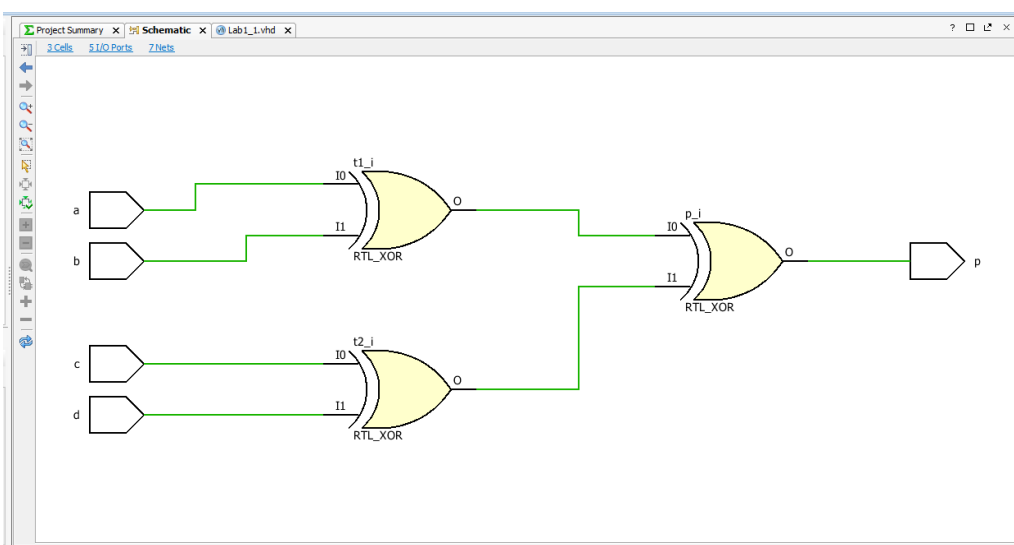 Project Summary x Schematic x Lab1_1.vhd x ?
3 Cells 5 I/O Ports 7 Nets
t1_i
I0
a
O
I1
p_i
I0
b
RTL_XOR
O
p
I1
RTL_XOR
t2_i
I0
c
O
I1
d
RTL_XOR